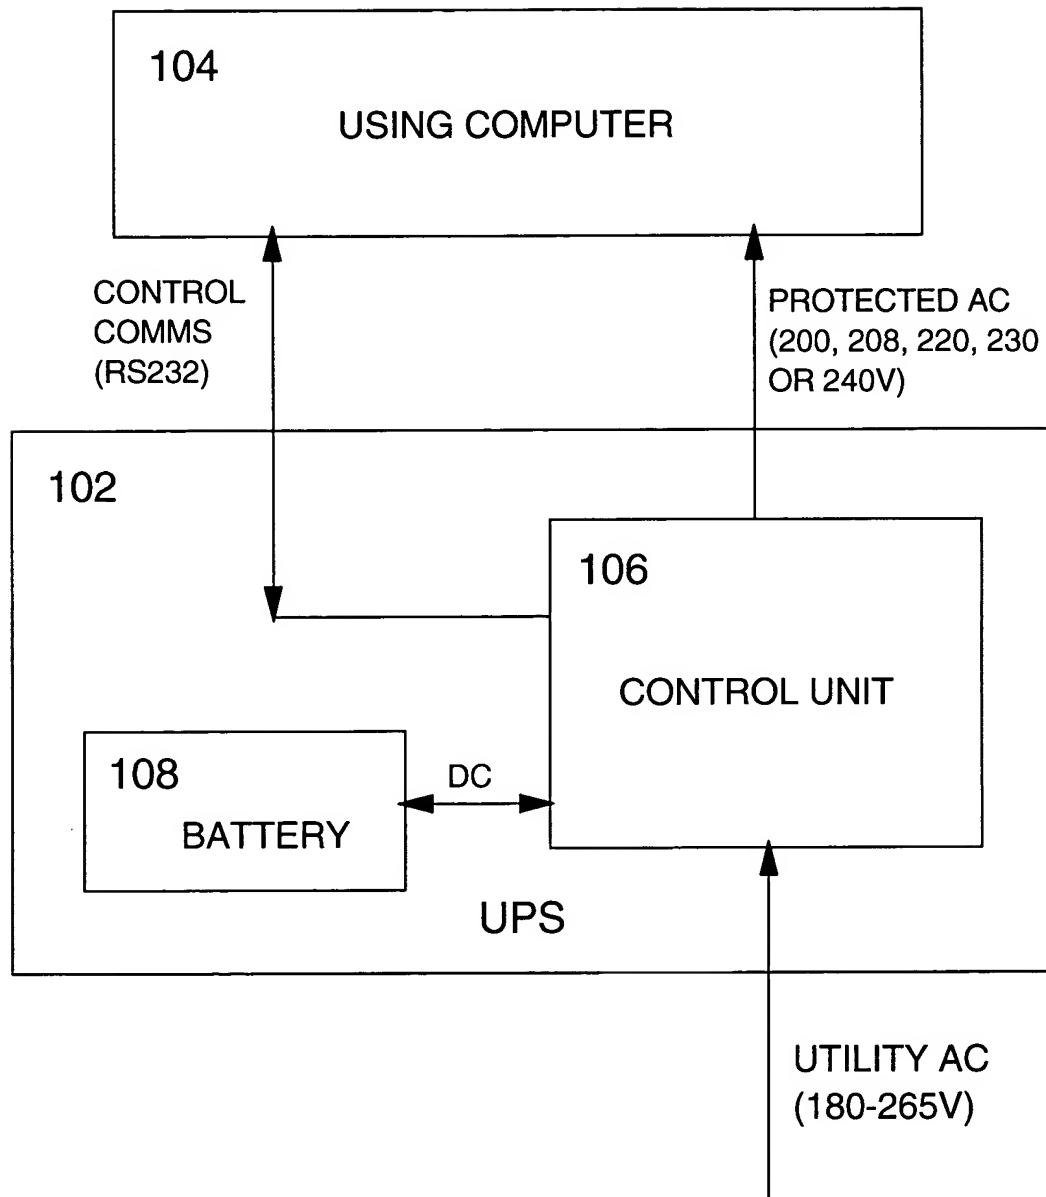 104
USING COMPUTER
CONTROL
COMMS
(RS232)
PROTECTED AC
(200, 208, 220, 230
OR 240V)
102
106
CONTROL UNIT
108
BATTERY
DC
UPS
UTILITY AC
(180-265V)